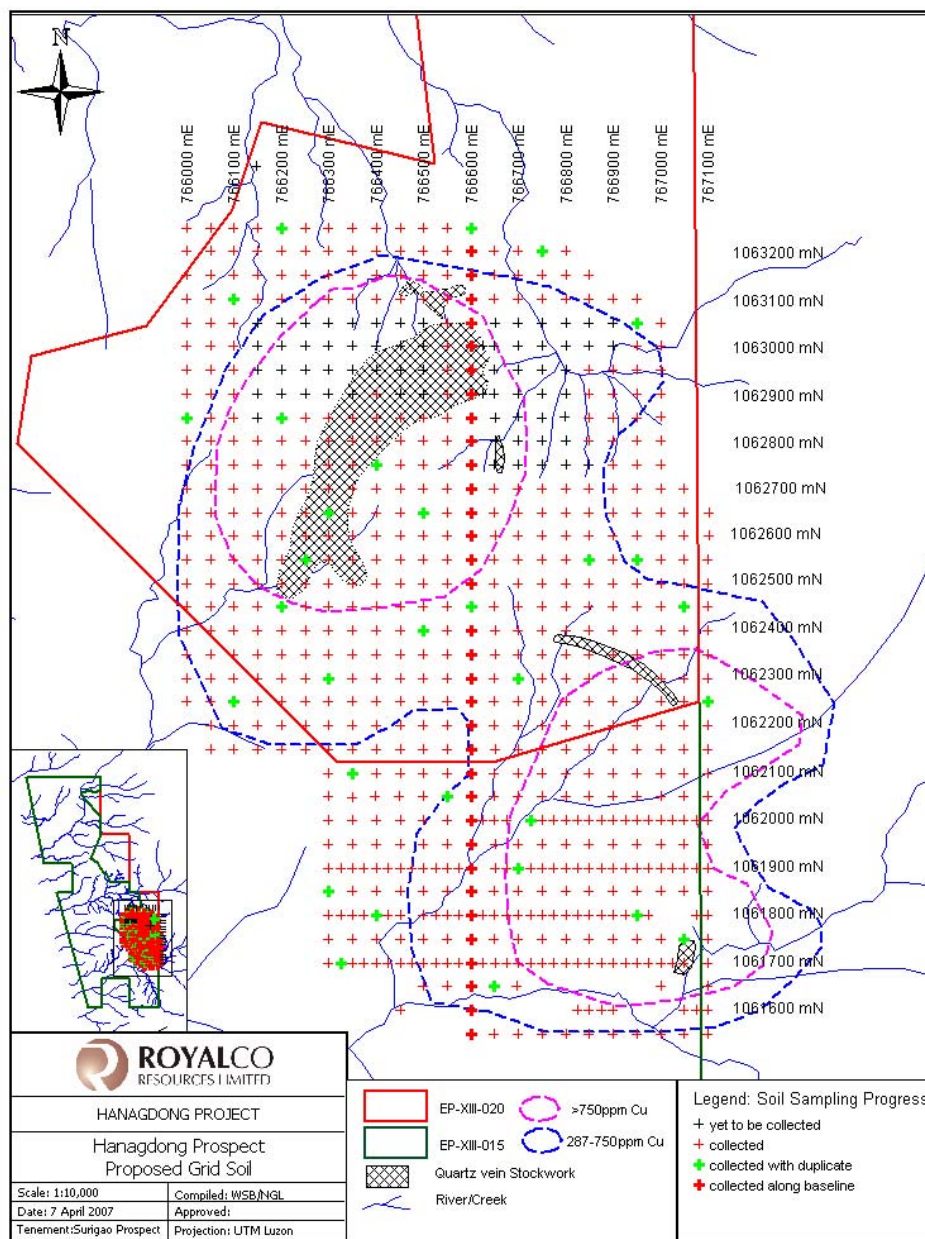 N
766000 mE
766100 mE
766200 mE
766300 mE
766400 mE
766500 mE
766600 mE
766700 mE
766800 mE
766900 mE
767000 mE
767100 mE
1063200 mN
1063100 mN
1063000 mN
1062900 mN
1062800 mN
1062700 mN
1062600 mN
1062500 mN
1062400 mN
1062300 mN
1062200 mN
1062100 mN
1062000 mN
1061900 mN
1061800 mN
1061700 mN
1061600 mN
ROYALCO
RESOURCES LIMITED
HANAGDONG PROJECT
Hanagdong Prospect
Proposed Grid Soil
Scale: 1:10,000
Compiled: WSB/NGL
Date: 7 April 2007
Approved:
Tenement:Surigao Prospect
Projection: UTM Luzon
EP-XIII-020
>750ppm Cu
EP-XIII-015
287-750ppm Cu
Quartz vein Stockwork
River/Creek
Legend: Soil Sampling Progress
yet to be collected
collected
collected with duplicate
collected along baseline